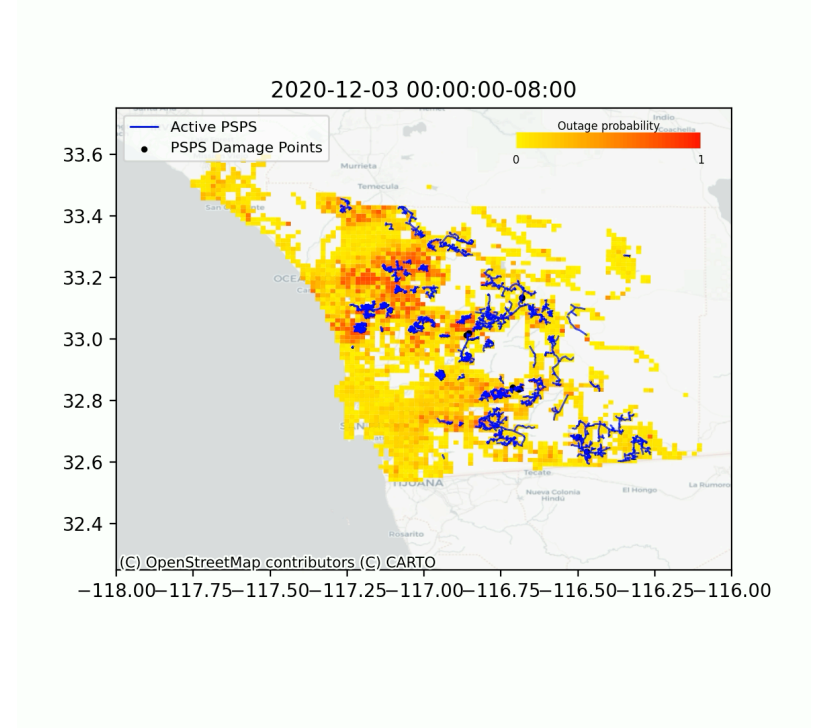 2020-12-03 00:00:00-08:00
Active PSPS
PSPS Damage Points
Outage probability
0 1
Indio
Coachella
Murrieta
Temecula
33.6
33.4
33.2
33.0
32.8
32.6
32.4
OCEA
TIJUANA
Tecate
Nueva Colonia
Hindú
El Hongo
La Rumoro
Rosarito
(C) OpenStreetMap contributors (C) CARTO
−118.00 −117.75 −117.50 −117.25 −117.00 −116.75 −116.50 −116.25 −116.00